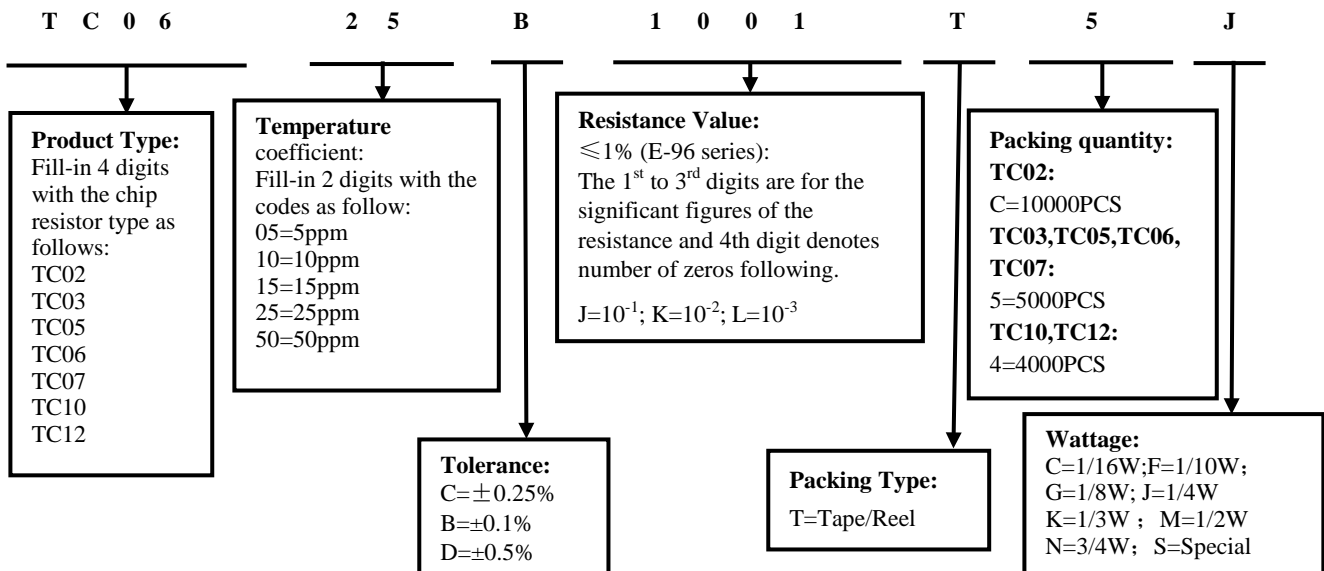 T C 0 6 2 5 B 1 0 0 1 T 5 J
Product Type:
Fill-in 4 digits
with the chip
resistor type as
follows:
TC02
TC03
TC05
TC06
TC07
TC10
TC12
Temperature
coefficient:
Fill-in 2 digits with the
codes as follow:
05=5ppm
10=10ppm
15=15ppm
25=25ppm
50=50ppm
Tolerance:
C=±0.25%
B=±0.1%
D=±0.5%
Resistance Value:
≤1% (E-96 series):
The 1st to 3rd digits are for the
significant figures of the
resistance and 4th digit denotes
number of zeros following.
J=10-1; K=10-2; L=10-3
Packing Type:
T=Tape/Reel
Packing quantity:
TC02:
C=10000PCS
TC03,TC05,TC06,
TC07:
5=5000PCS
TC10,TC12:
4=4000PCS
Wattage:
C=1/16W;F=1/10W；
G=1/8W; J=1/4W
K=1/3W ；M=1/2W
N=3/4W；S=Special